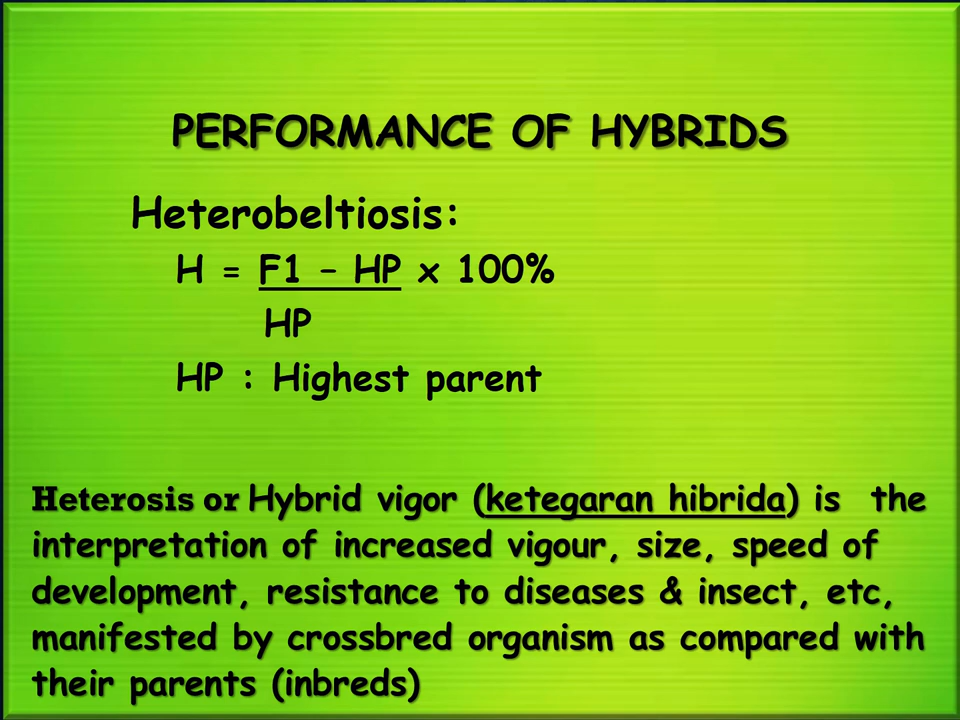 PERFORMANCE OF HYBRIDS
Heterobeltiosis:
H = F1 – HP x 100%
HP
HP : Highest parent
Heterosis or Hybrid vigor (ketegaran hibrida) is the
interpretation of increased vigour, size, speed of
development, resistance to diseases & insect, etc,
manifested by crossbred organism as compared with
their parents (inbreds)